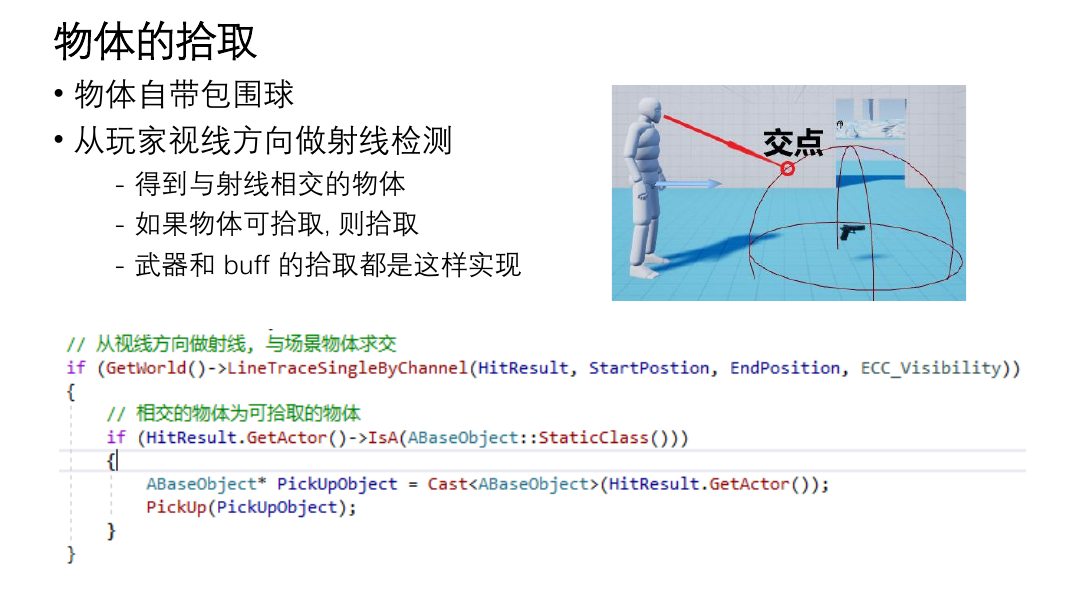 物体的拾取
• 物体自带包围球
• 从玩家视线方向做射线检测
- 得到与射线相交的物体
- 如果物体可拾取, 则拾取
- 武器和 buff 的拾取都是这样实现
交点
// 从视线方向做射线, 与场景物体求交
if (GetWorld()->LineTraceSingleByChannel(HitResult, StartPostion, EndPosition, ECC_Visibility))
{
// 相交的物体为可拾取的物体
if (HitResult.GetActor()->IsA(ABaseObject::StaticClass()))
{
ABaseObject* PickUpObject = Cast<ABaseObject>(HitResult.GetActor());
PickUp(PickUpObject);
}
}